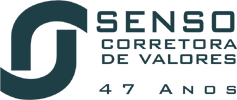 SENSO
CORRETORA
DE VALORES
47 Anos